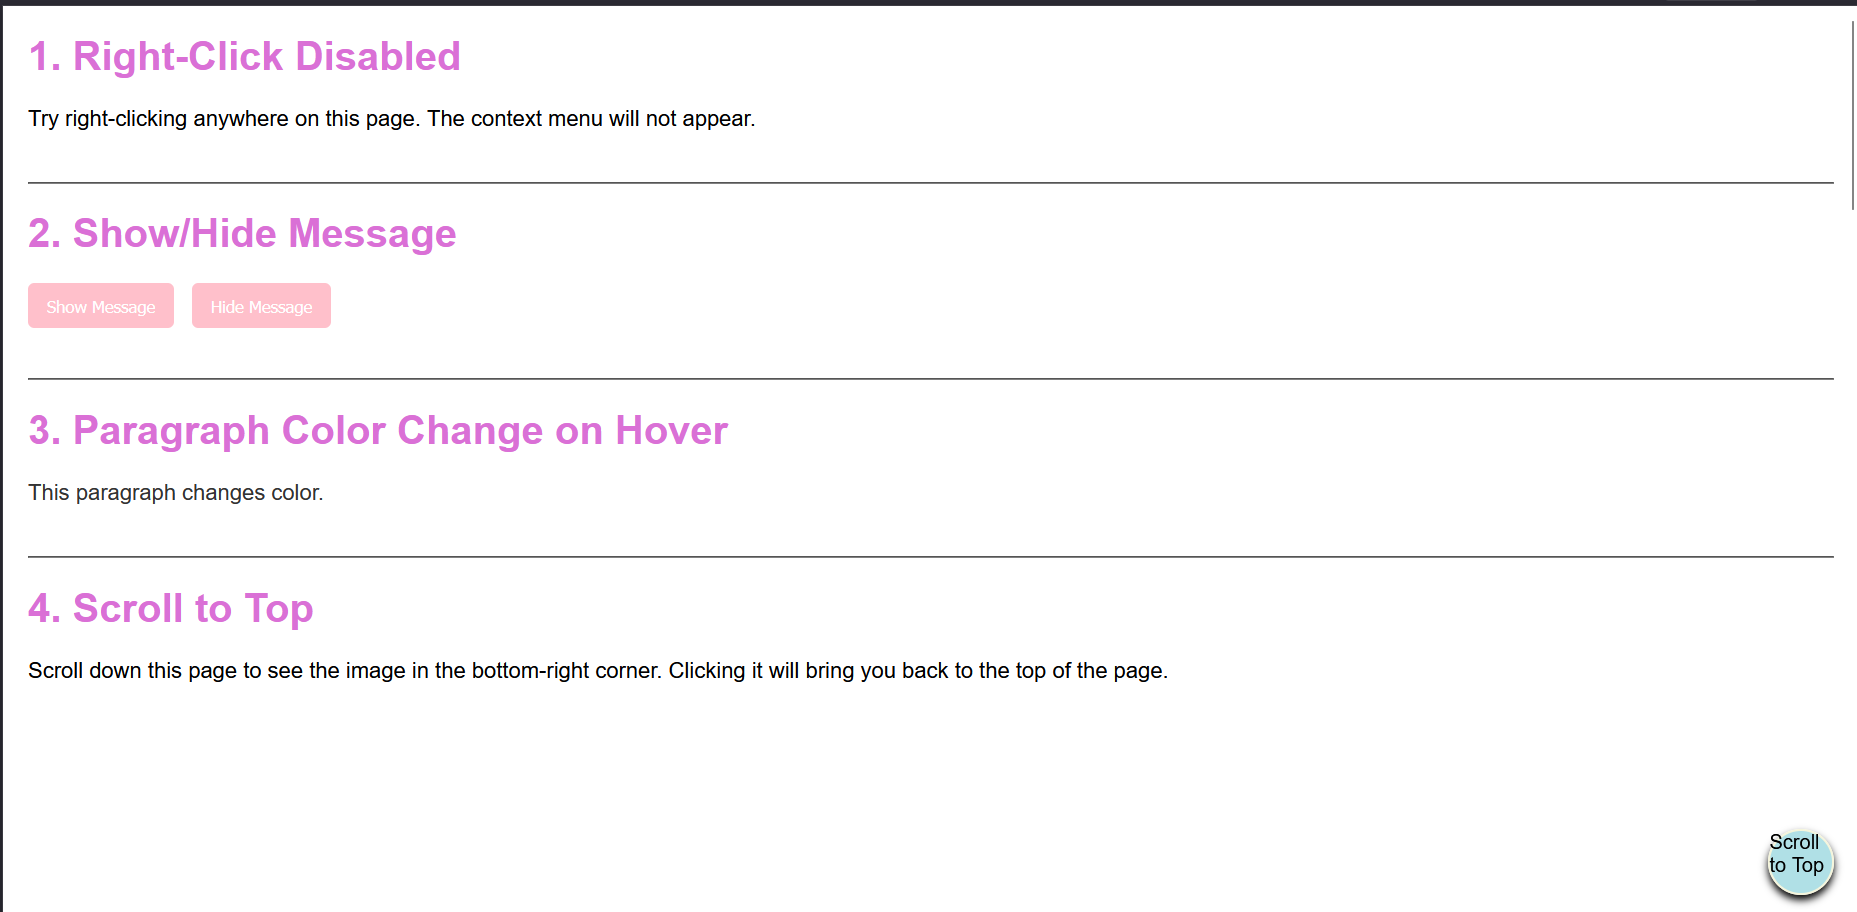 1. Right-Click Disabled
Try right-clicking anywhere on this page. The context menu will not appear.
2. Show/Hide Message
Show Message
Hide Message
3. Paragraph Color Change on Hover
This paragraph changes color.
4. Scroll to Top
Scroll down this page to see the image in the bottom-right corner. Clicking it will bring you back to the top of the page.
Scroll
to Top